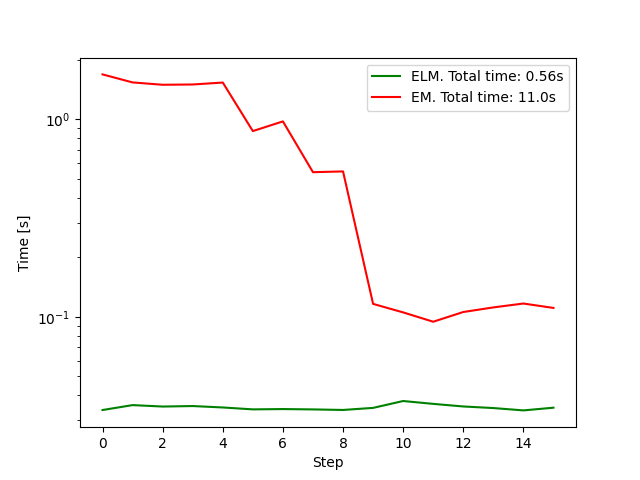 ELM. Total time: 0.56s
EM. Total time: 11.0s
Time [s]
10⁰
10⁻¹
0 2 4 6 8 10 12 14
Step